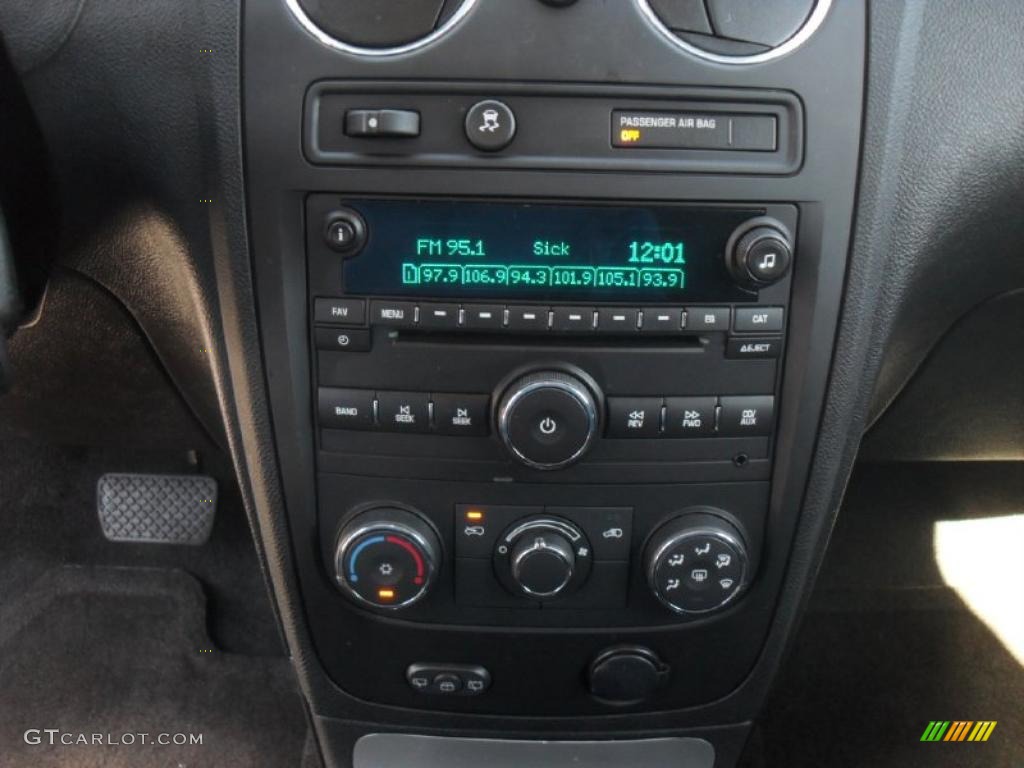 PASSENGER AIR BAG
OFF
i
FM 95.1 Sick 12:01
1 97.9 106.9 94.3 101.9 105.1 93.9
FAV MENU CAT
EJECT
BAND SEEK SEEK REV FWD CD/AUX
GTCARLOT.COM